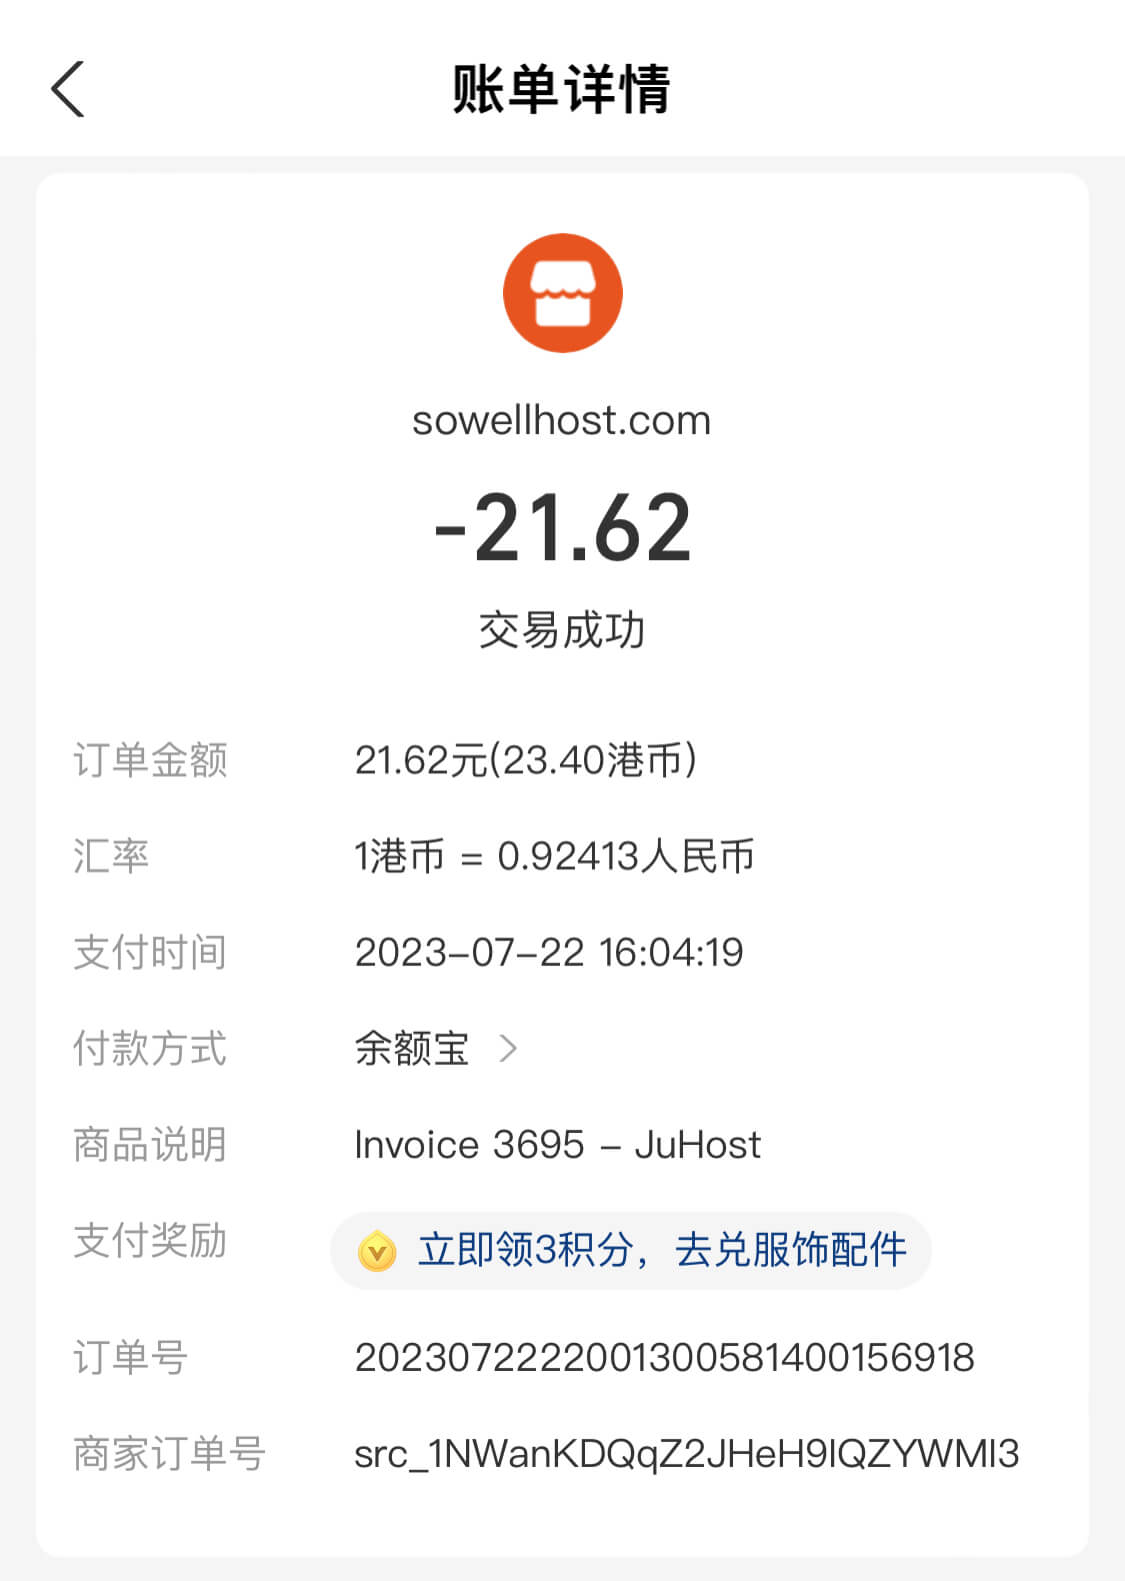 账单详情
sowellhost.com
-21.62
交易成功
订单金额 21.62元(23.40港币)
汇率 1港币 = 0.92413人民币
支付时间 2023-07-22 16:04:19
付款方式 余额宝
商品说明 Invoice 3695 – JuHost
支付奖励 立即领3积分，去兑服饰配件
订单号 2023072222001300581400156918
商家订单号 src_1NWanKDQqZ2JHeH9IQZYWMI3